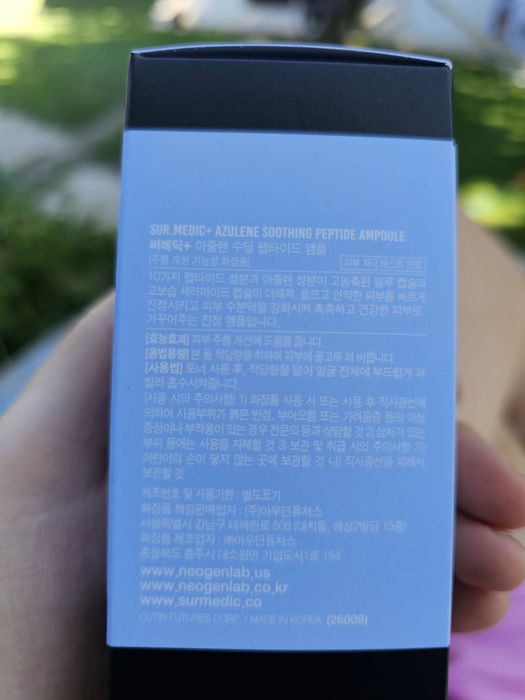 SUR.MEDIC+ AZULENE SOOTHING PEPTIDE AMPOULE
써메딕+ 아줄렌 수딩 펩타이드 앰플
[주름 개선 기능성 화장품] 피부 자극 테스트 완료
10가지 펩타이드 성분과 아줄렌 성분이 고농축된 블루 캡슐과
고보습 세라마이드 캡슐이 더해져, 들뜨고 연약한 피부를 빠르게
진정시키고 피부 수분막을 강화시켜 촉촉하고 건강한 피부로
가꾸어주는 진정 앰플입니다.
[효능효과] 피부 주름 개선에 도움을 줍니다.
[용법용량] 본 품 적당량을 취하여 피부에 골고루 펴 바릅니다.
[사용법] 토너 사용 후, 적당량을 덜어 얼굴 전체에 부드럽게 펴
발라 흡수시켜줍니다.
[사용 시의 주의사항] 1) 화장품 사용 시 또는 사용 후 직사광선에
의하여 사용부위가 붉은 반점, 부어오름 또는 가려움증 등의 이상
증상이나 부작용이 있는 경우 전문의 등과 상담할 것 2) 상처가 있는
부위 등에는 사용을 자제할 것 3) 보관 및 취급 시의 주의사항 가)
어린이의 손이 닿지 않는 곳에 보관할 것 나) 직사광선을 피해서
보관할 것
제조번호 및 사용기한 : 별도표기
화장품 책임판매업자 : (주)아우딘퓨쳐스
서울특별시 강남구 테헤란로 508 (대치동, 해성2빌딩 15층)
화장품 제조업자 : ㈜아우딘퓨쳐스
충청북도 충주시 대소원면 기업도시1로 154
www.neogenlab.us
www.neogenlab.co.kr
www.surmedic.co
OUTIN FUTURES CORP. / MADE IN KOREA (26009)